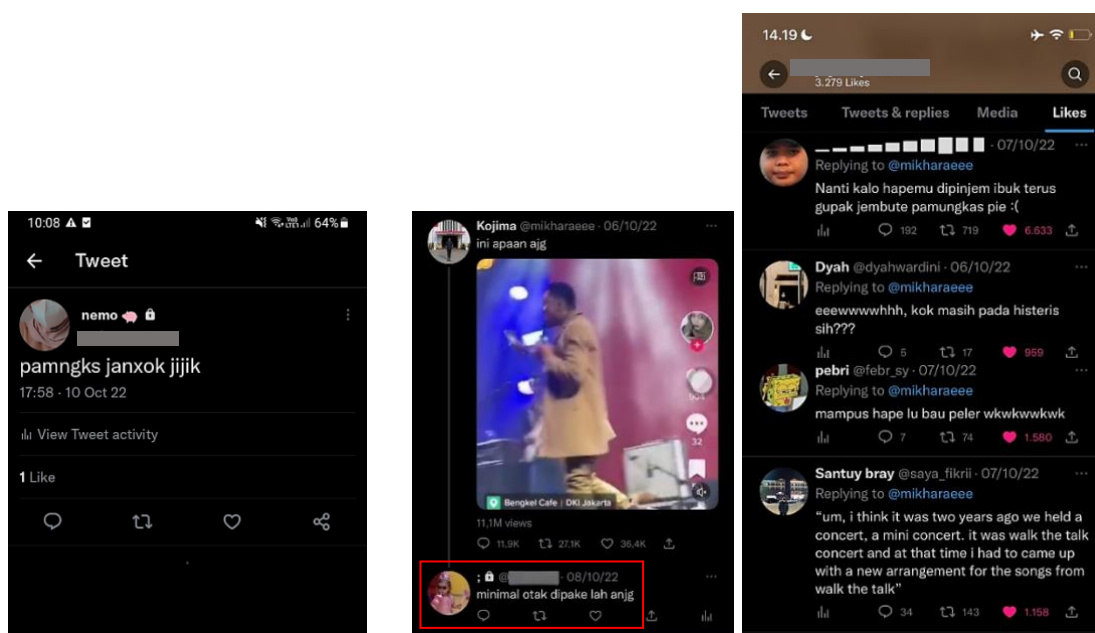 10:08
64%
Tweet
nemo
pamngks janxok jijik
17:58 · 10 Oct 22
View Tweet activity
1 Like
Kojima @mikharaeee · 06/10/22
ini apaan ajg
32
Bengkel Cafe | DKI Jakarta
11,1M views
11.9K 27,1K 36,4K
; @ · 08/10/22
minimal otak dipake lah anjg
14.19
3.279 Likes
Tweets Tweets & replies Media Likes
· 07/10/22
Replying to @mikharaeee
Nanti kalo hapemu dipinjem ibuk terus
gupak jembute pamungkas pie :(
192 719 6.633
Dyah @dyahwardini · 06/10/22
Replying to @mikharaeee
eeewwwwhhh, kok masih pada histeris
sih???
5 17 959
pebri @febr_sy · 07/10/22
Replying to @mikharaeee
mampus hape lu bau peler wkwkwwkwk
7 74 1.580
Santuy bray @saya_fikrii · 07/10/22
Replying to @mikharaeee
“um, i think it was two years ago we held a
concert, a mini concert. it was walk the talk
concert and at that time i had to came up
with a new arrangement for the songs from
walk the talk”
34 143 1.158